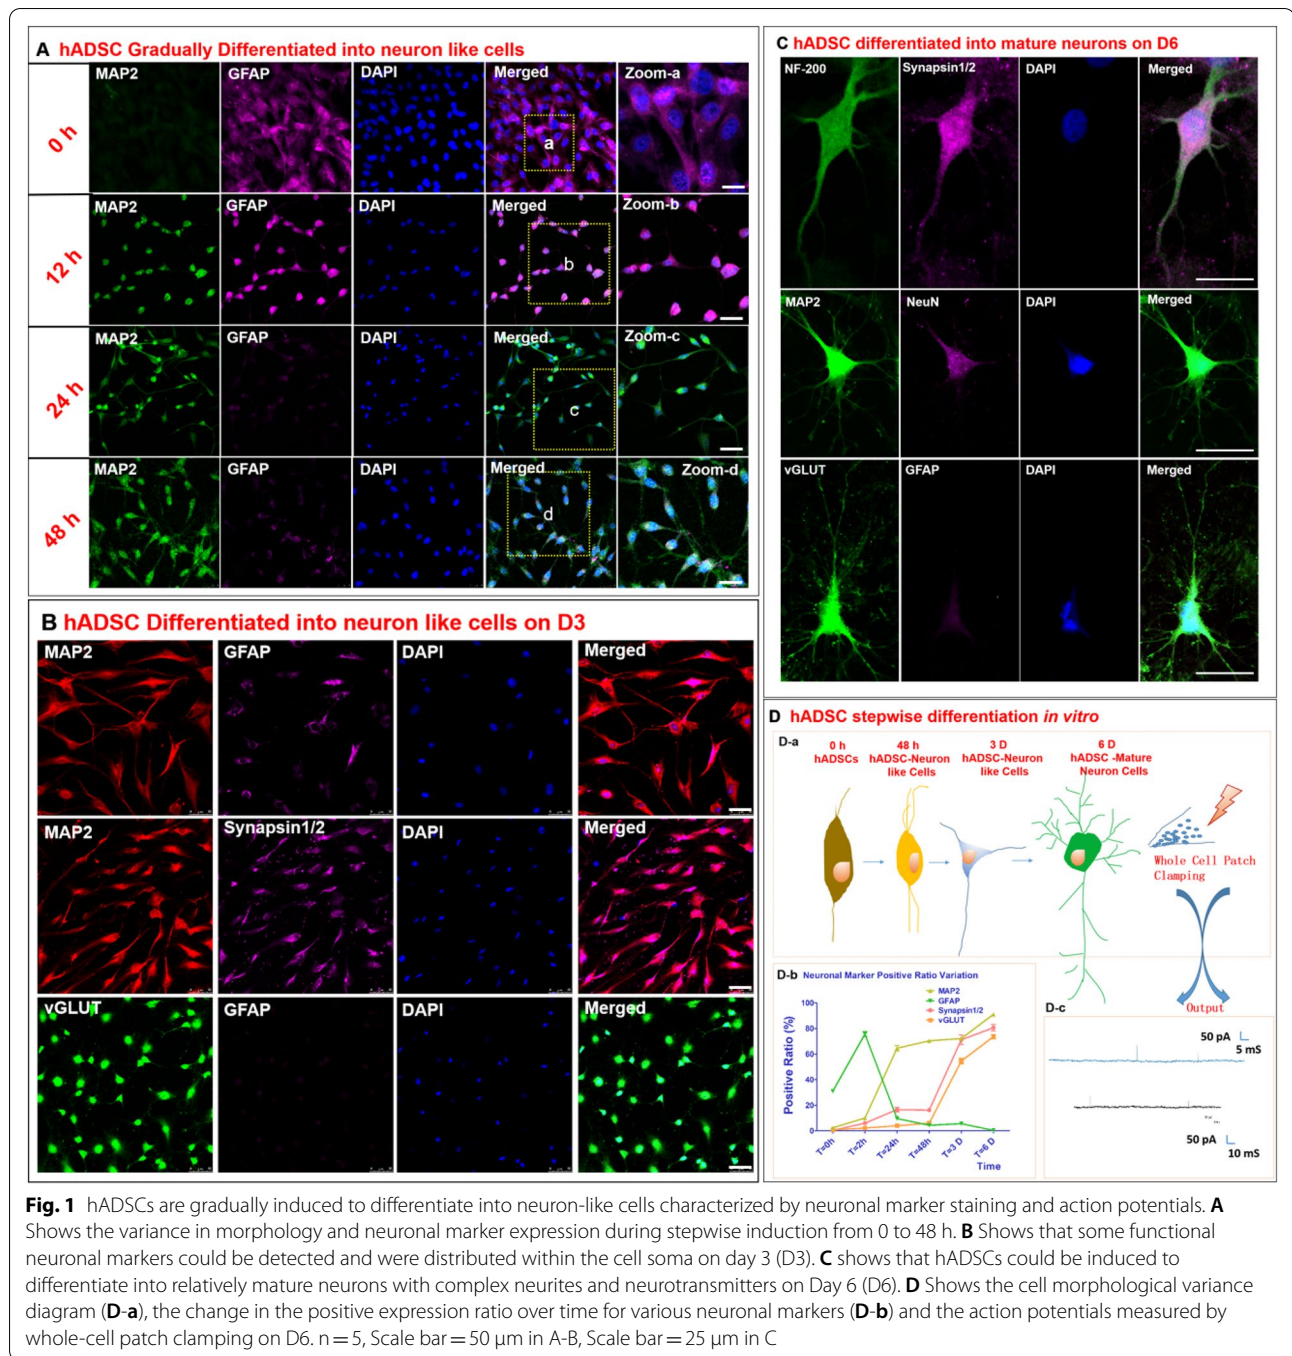 A hADSC Gradually Differentiated into neuron like cells
MAP2 GFAP DAPI Merged Zoom-a
0 h
a
MAP2 GFAP DAPI Merged Zoom-b
12 h
b
MAP2 GFAP DAPI Merged Zoom-c
24 h
c
MAP2 GFAP DAPI Merged Zoom-d
48 h
d
B hADSC Differentiated into neuron like cells on D3
MAP2 GFAP DAPI Merged
MAP2 Synapsin1/2 DAPI Merged
vGLUT GFAP DAPI Merged
C hADSC differentiated into mature neurons on D6
NF-200 Synapsin1/2 DAPI Merged
MAP2 NeuN DAPI Merged
vGLUT GFAP DAPI Merged
D hADSC stepwise differentiation in vitro
D-a
0 h
hADSCs
48 h
hADSC-Neuron
like Cells
3 D
hADSC-Neuron
like Cells
6 D
hADSC -Mature
Neuron Cells
Whole Cell Patch
Clamping
Output
D-b Neuronal Marker Positive Ratio Variation
MAP2
GFAP
Synapsin1/2
vGLUT
Positive Ratio (%)
100
80
60
40
20
0
T=0h T=2h T=24h T=48h T=3 D T=6 D
Time
D-c
50 pA
5 mS
50 pA
10 mS
Fig. 1 hADSCs are gradually induced to differentiate into neuron-like cells characterized by neuronal marker staining and action potentials. A
Shows the variance in morphology and neuronal marker expression during stepwise induction from 0 to 48 h. B Shows that some functional
neuronal markers could be detected and were distributed within the cell soma on day 3 (D3). C shows that hADSCs could be induced to
differentiate into relatively mature neurons with complex neurites and neurotransmitters on Day 6 (D6). D Shows the cell morphological variance
diagram (D-a), the change in the positive expression ratio over time for various neuronal markers (D-b) and the action potentials measured by
whole-cell patch clamping on D6. n = 5, Scale bar = 50 μm in A-B, Scale bar = 25 μm in C